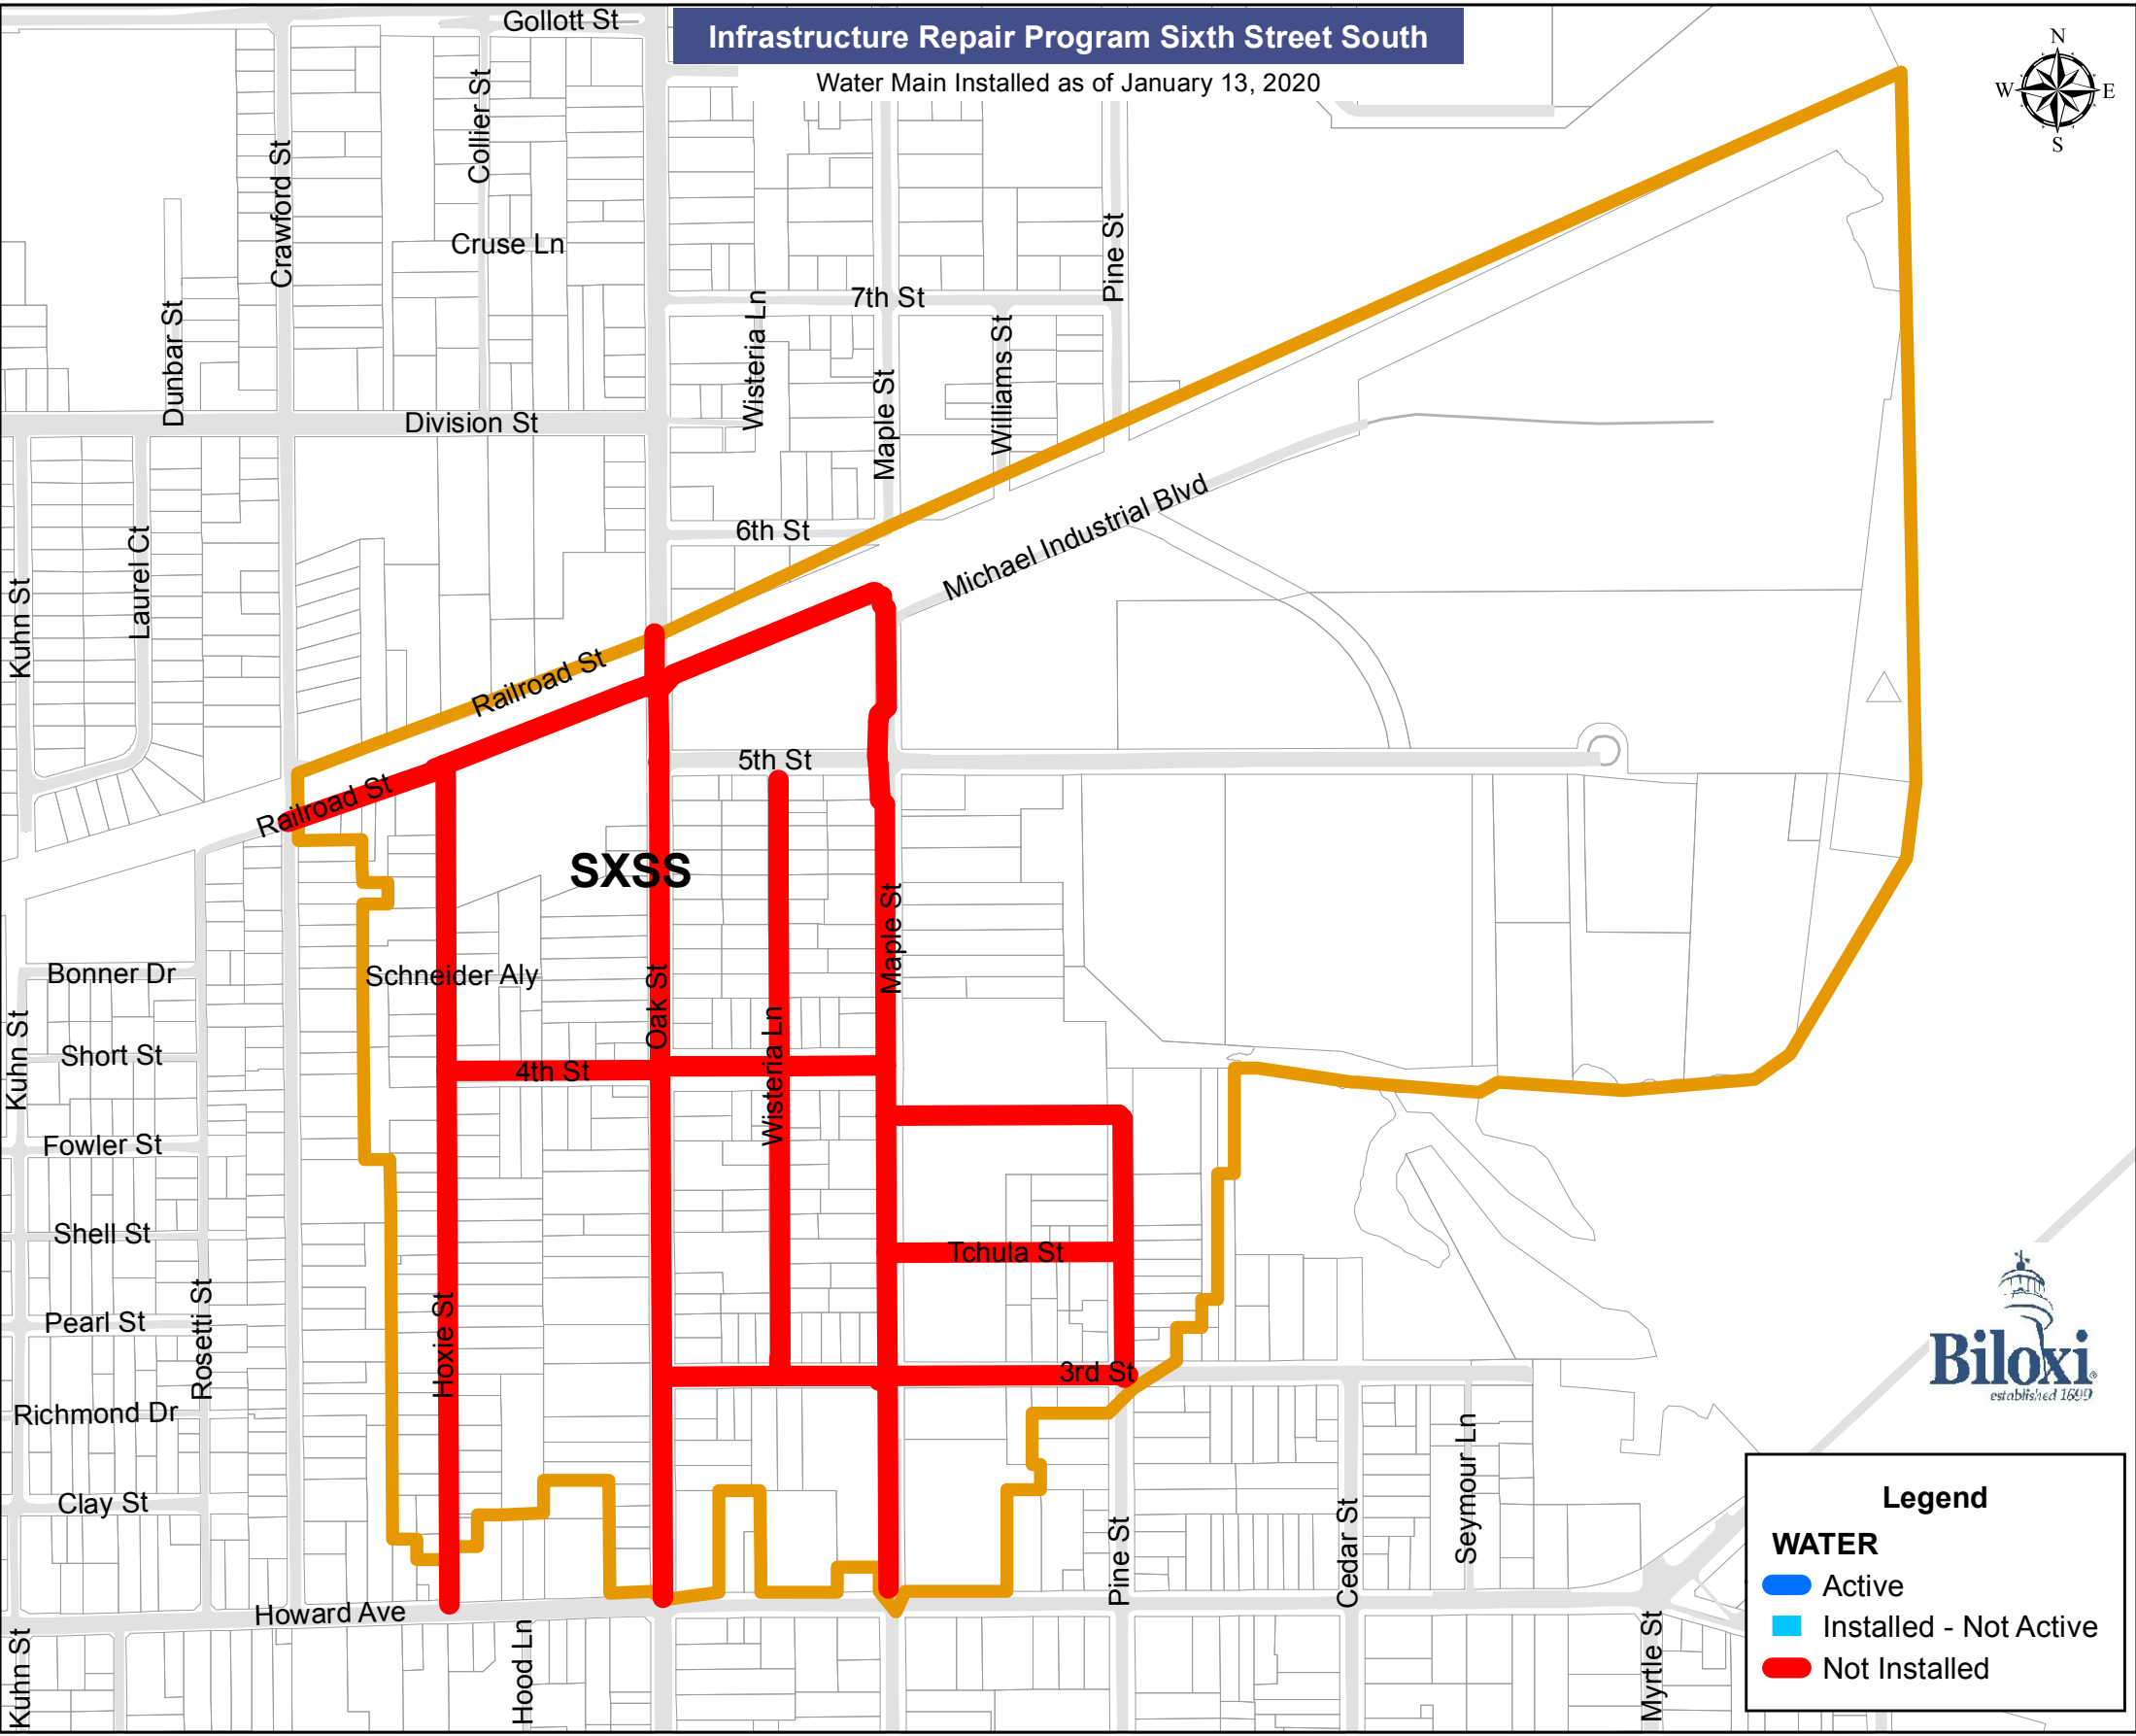 Gollott St
Infrastructure Repair Program Sixth Street South
Water Main Installed as of January 13, 2020
N
W
E
S
Collier St
Crawford St
Cruse Ln
Pine St
7th St
Wisteria Ln
Dunbar St
Williams St
Maple St
Division St
6th St
Michael Industrial Blvd
Laurel Ct
Kuhn St
Railroad St
5th St
Railroad St
SXSS
Maple St
Bonner Dr
Schneider Aly
Oak St
Kuhn St
Short St
4th St
Wisteria Ln
Fowler St
Shell St
Tchula St
Pearl St
Rosetti St
Hoxie St
3rd St
Richmond Dr
Clay St
Pine St
Cedar St
Seymour Ln
Howard Ave
Kuhn St
Hood Ln
Myrtle St
Biloxi®
established 1699
Legend
WATER
Active
Installed - Not Active
Not Installed